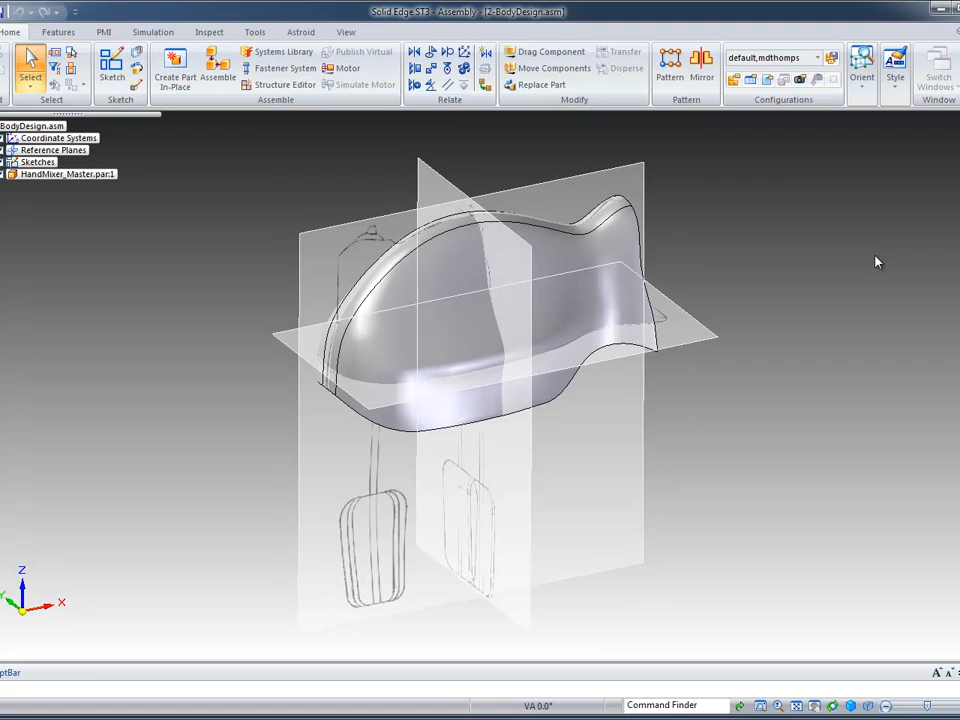 Solid Edge ST3 - Assembly - [2-BodyDesign.asm]
Home Features PMI Simulation Inspect Tools Astroid View
Select
Select
Sketch
Sketch
Create Part In-Place
Assembly
Systems Library
Fastener System
Structure Editor
Publish Virtual
Motor
Simulate Motor
Assemble
Relate
Drag Component
Move Components
Replace Part
Transfer
Disperse
Modify
Pattern
Mirror
Pattern
default,mdthomps
Configurations
Orient
Style
Switch Windows
Window
BodyDesign.asm
Coordinate Systems
Reference Planes
Sketches
HandMixer_Master.par:1
Z
Y
X
ptBar
VA 0.0°
Command Finder